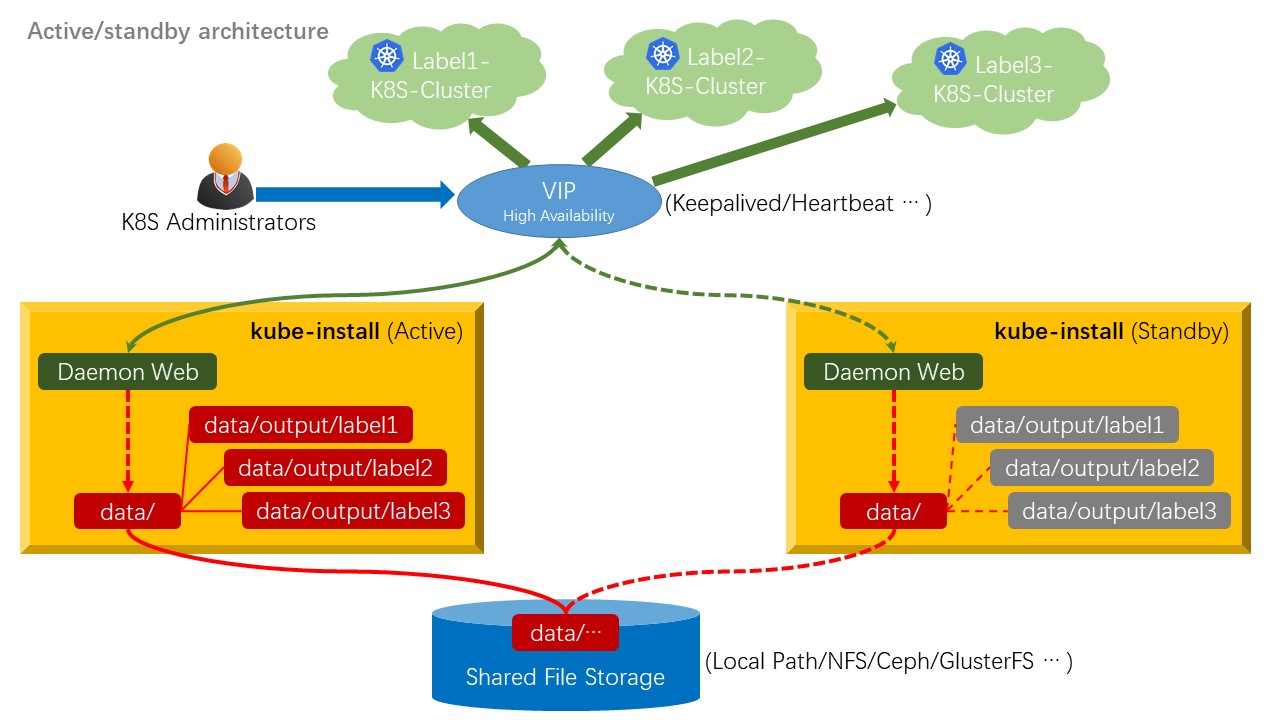 Active/standby architecture
Label1-
K8S-Cluster
Label2-
K8S-Cluster
Label3-
K8S-Cluster
K8S Administrators
VIP
High Availability
(Keepalived/Heartbeat ··· )
kube-install (Active)
Daemon Web
data/output/label1
data/output/label2
data/
data/output/label3
kube-install (Standby)
Daemon Web
data/output/label1
data/output/label2
data/
data/output/label3
data/···
Shared File Storage
(Local Path/NFS/Ceph/GlusterFS ··· )